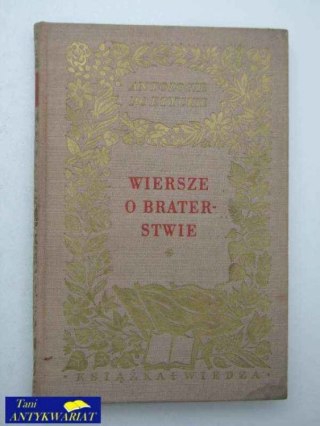 WIERSZE
O BRATER-
STWIE
KSIĄŻKA I WIEDZA
Tani
ANTYKWARIAT